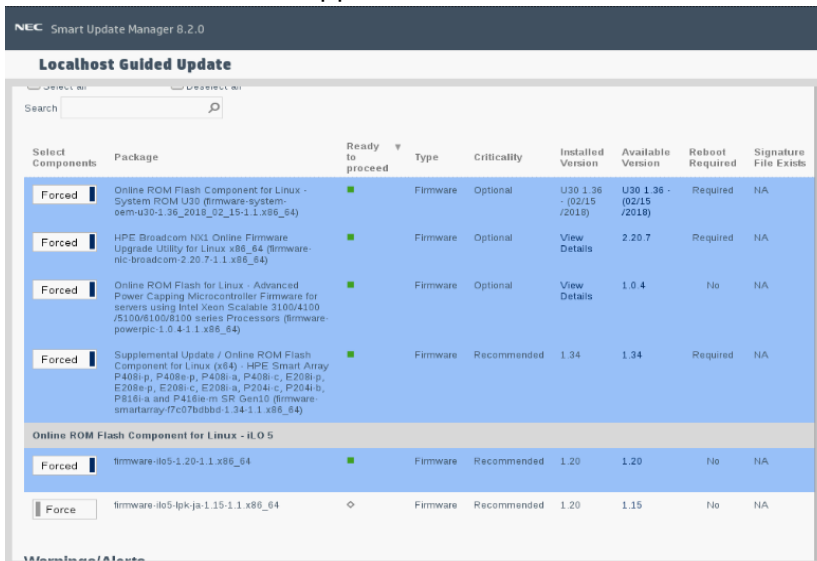 NEC Smart Update Manager 8.2.0
Localhost Guided Update
Select all Deselect all
Search
Select Components Package Ready to proceed Type Criticality Installed Version Available Version Reboot Required Signature File Exists
Forced Online ROM Flash Component for Linux - Firmware Optional U30 1.36 U30 1.36 - Required NA
System ROM U30 (firmware-system- - (02/15 (02/15
oem-u30-1.36_2018_02_15-1.1.x86_64) /2018) /2018)
Forced HPE Broadcom NX1 Online Firmware Firmware Optional View 2.20.7 Required NA
Upgrade Utility for Linux x86_64 (firmware- Details
nic-broadcom-2.20.7-1.1.x86_64)
Forced Online ROM Flash for Linux - Advanced Firmware Optional View 1.0.4 No NA
Power Capping Microcontroller Firmware for Details
servers using Intel Xeon Scalable 3100/4100
/5100/6100/8100 series Processors (firmware-
powerpic-1.0.4-1.1.x86_64)
Forced Supplemental Update / Online ROM Flash Firmware Recommended 1.34 1.34 Required NA
Component for Linux (x64) - HPE Smart Array
P408i-p, P408e-p, P408i-a, P408i-c, E208i-p,
E208e-p, E208i-c, E208i-a, P204i-c, P204i-b,
P816i-a and P416ie-m SR Gen10 (firmware-
smartarray-f7c07bdbbd-1.34-1.1.x86_64)
Online ROM Flash Component for Linux - iLO 5
Forced firmware-ilo5-1.20-1.1.x86_64 Firmware Recommended 1.20 1.20 No NA
Force firmware-ilo5-lpk-ja-1.15-1.1.x86_64 Firmware Recommended 1.20 1.15 No NA
Warnings/Alerts